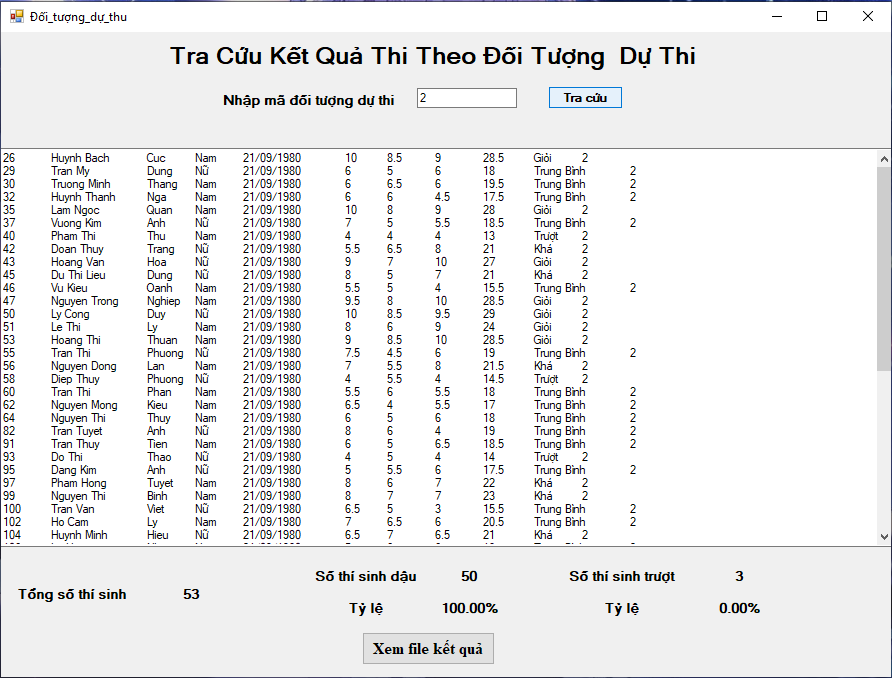 Đối_tượng_dự_thu
Tra Cứu Kết Quả Thi Theo Đối Tượng Dự Thi
Nhập mã đối tượng dự thi 2 Tra cứu
26 Huynh Bach Cuc Nam 21/09/1980 10 8.5 9 28.5 Giỏi 2
29 Tran My Dung Nữ 21/09/1980 6 5 6 18 Trung Bình 2
30 Truong Minh Thang Nam 21/09/1980 6 6.5 6 19.5 Trung Bình 2
32 Huynh Thanh Nga Nam 21/09/1980 6 6 4.5 17.5 Trung Bình 2
35 Lam Ngoc Quan Nam 21/09/1980 10 8 9 28 Giỏi 2
37 Vuong Kim Anh Nữ 21/09/1980 7 5 5.5 18.5 Trung Bình 2
40 Pham Thi Thu Nam 21/09/1980 4 4 4 13 Trượt 2
42 Doan Thuy Trang Nữ 21/09/1980 5.5 6.5 8 21 Khá 2
43 Hoang Van Hoa Nữ 21/09/1980 9 7 10 27 Giỏi 2
45 Du Thi Lieu Dung Nữ 21/09/1980 8 5 7 21 Khá 2
46 Vu Kieu Oanh Nam 21/09/1980 5.5 5 4 15.5 Trung Bình 2
47 Nguyen Trong Nghiep Nam 21/09/1980 9.5 8 10 28.5 Giỏi 2
50 Ly Cong Duy Nữ 21/09/1980 10 8.5 9.5 29 Giỏi 2
51 Le Thi Ly Nam 21/09/1980 8 6 9 24 Giỏi 2
53 Hoang Thi Thuan Nam 21/09/1980 9 8.5 10 28.5 Giỏi 2
55 Tran Thi Phuong Nữ 21/09/1980 7.5 4.5 6 19 Trung Bình 2
56 Nguyen Dong Lan Nam 21/09/1980 7 5.5 8 21.5 Khá 2
58 Diep Thuy Phuong Nữ 21/09/1980 4 5.5 4 14.5 Trượt 2
60 Tran Thi Phan Nam 21/09/1980 5.5 6 5.5 18 Trung Bình 2
62 Nguyen Mong Kieu Nam 21/09/1980 6.5 4 5.5 17 Trung Bình 2
64 Nguyen Thi Thuy Nam 21/09/1980 6 5 6 18 Trung Bình 2
82 Tran Tuyet Anh Nữ 21/09/1980 8 6 4 19 Trung Bình 2
91 Tran Thuy Tien Nam 21/09/1980 6 5 6.5 18.5 Trung Bình 2
93 Do Thi Thao Nữ 21/09/1980 4 5 4 14 Trượt 2
95 Dang Kim Anh Nữ 21/09/1980 5 5.5 6 17.5 Trung Bình 2
97 Pham Hong Tuyet Nam 21/09/1980 8 6 7 22 Khá 2
99 Nguyen Thi Binh Nam 21/09/1980 8 7 7 23 Khá 2
100 Tran Van Viet Nữ 21/09/1980 6.5 5 3 15.5 Trung Bình 2
102 Ho Cam Ly Nam 21/09/1980 7 6.5 6 20.5 Trung Bình 2
104 Huynh Minh Hieu Nữ 21/09/1980 6.5 7 6.5 21 Khá 2
Số thí sinh dậu 50 Số thí sinh trượt 3
Tổng số thí sinh 53
Tỷ lệ 100.00% Tỷ lệ 0.00%
Xem file kết quả